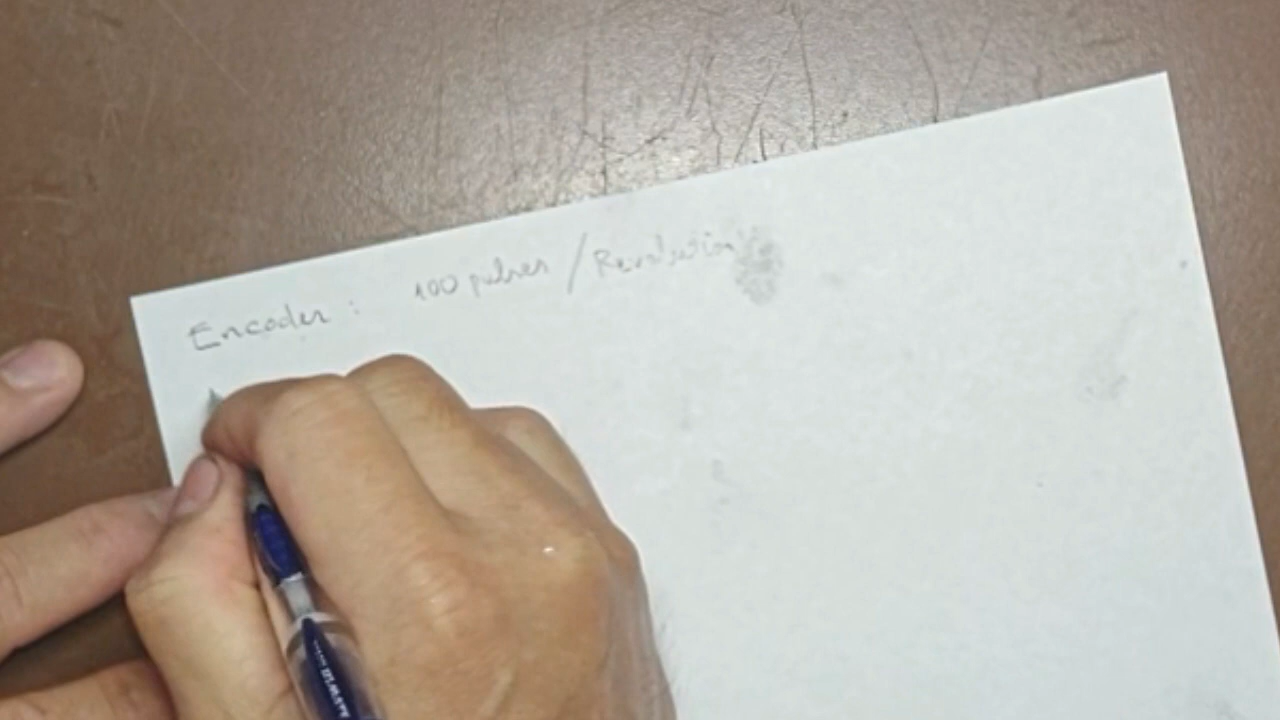 Encoder : 100 pulses / Revolution